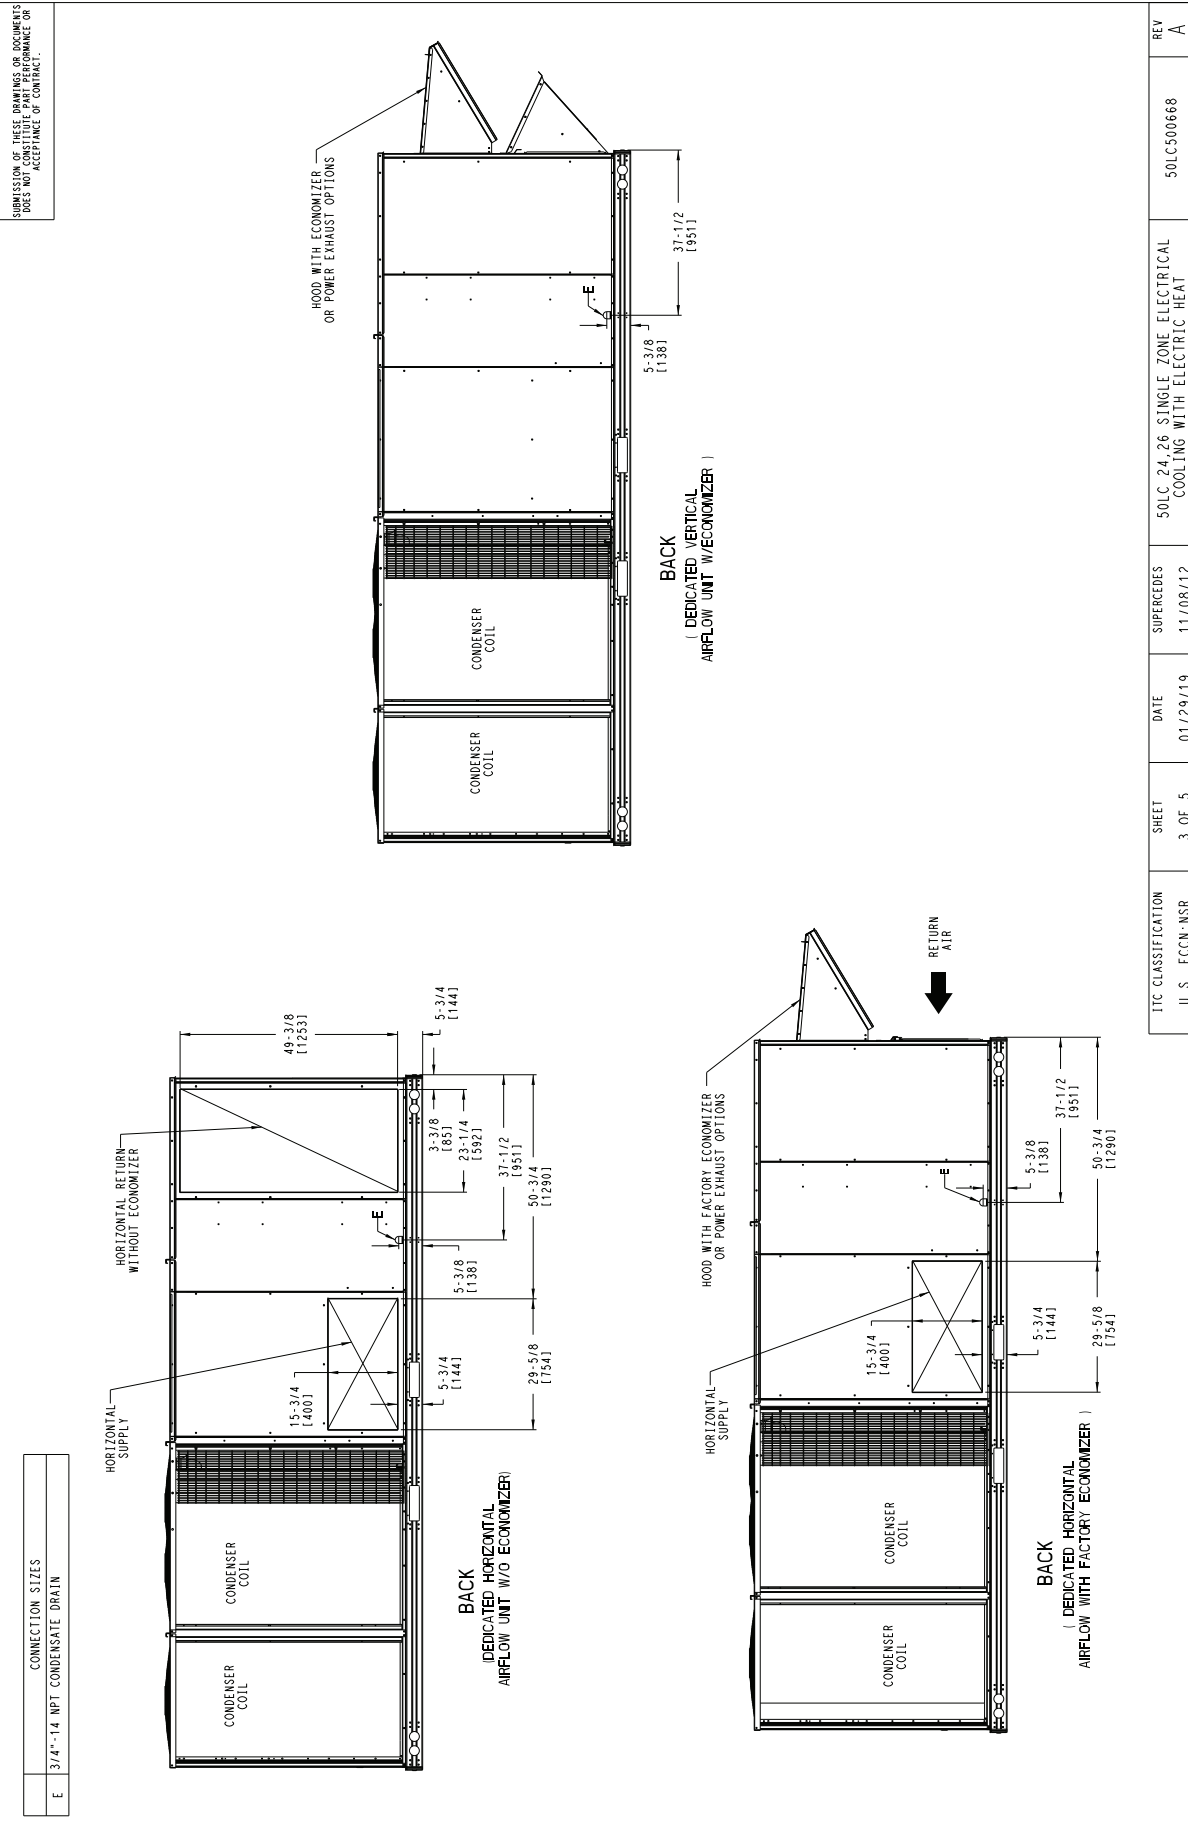 CONNECTION SIZES
E 3/4"-14 NPT CONDENSATE DRAIN
SUBMISSION OF THESE DRAWINGS OR DOCUMENTS
DOES NOT CONSTITUTE PART PERFORMANCE OR
ACCEPTANCE OF CONTRACT.
HORIZONTAL
SUPPLY
HORIZONTAL RETURN
WITHOUT ECONOMIZER
CONDENSER
COIL
CONDENSER
COIL
15-3/4
[400]
E
49-3/8
[1253]
5-3/4
[144]
3-3/8
[85]
23-1/4
[592]
37-1/2
[951]
50-3/4
[1290]
5-3/8
[138]
5-3/4
[144]
29-5/8
[754]
BACK
(DEDICATED HORIZONTAL
AIRFLOW UNIT W/O ECONOMIZER)
HOOD WITH ECONOMIZER
OR POWER EXHAUST OPTIONS
CONDENSER
COIL
CONDENSER
COIL
E
37-1/2
[951]
5-3/8
[138]
BACK
( DEDICATED VERTICAL
AIRFLOW UNIT W/ECONOMIZER )
HORIZONTAL
SUPPLY
HOOD WITH FACTORY ECONOMIZER
OR POWER EXHAUST OPTIONS
CONDENSER
COIL
CONDENSER
COIL
15-3/4
[400]
E
RETURN
AIR
5-3/8
[138]
37-1/2
[951]
50-3/4
[1290]
5-3/4
[144]
29-5/8
[754]
BACK
( DEDICATED HORIZONTAL
AIRFLOW WITH FACTORY ECONOMIZER )
ITC CLASSIFICATION
U.S. ECCN:NSR
SHEET
3 OF 5
DATE
01/29/19
SUPERCEDES
11/08/12
50LC 24,26 SINGLE ZONE ELECTRICAL
COOLING WITH ELECTRIC HEAT
50LC500668
REV
A